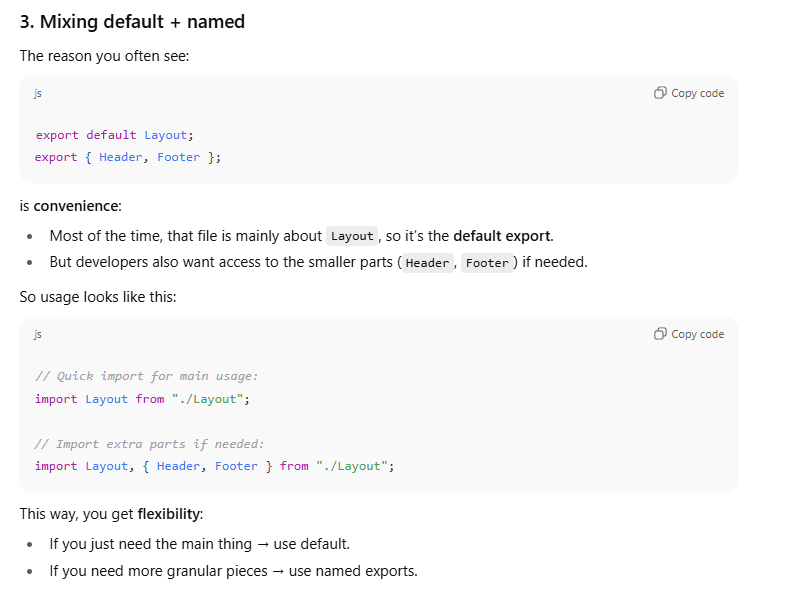 3. Mixing default + named
The reason you often see:
js
Copy code
export default Layout;
export { Header, Footer };
is convenience:
• Most of the time, that file is mainly about Layout, so it's the default export.
• But developers also want access to the smaller parts (Header, Footer) if needed.
So usage looks like this:
js
Copy code
// Quick import for main usage:
import Layout from "./Layout";
// Import extra parts if needed:
import Layout, { Header, Footer } from "./Layout";
This way, you get flexibility:
• If you just need the main thing → use default.
• If you need more granular pieces → use named exports.